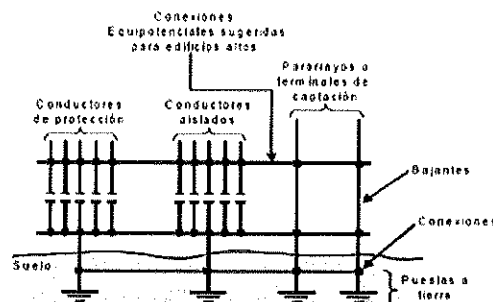 Conexiones
Equipotenciales sugeridas
para edificios altos
Pararrayos o
terminales de
captación
Conductores
de protección
Conductores
aislados
Bajantes
Conexiones
Suelo
Puestas a
tierra